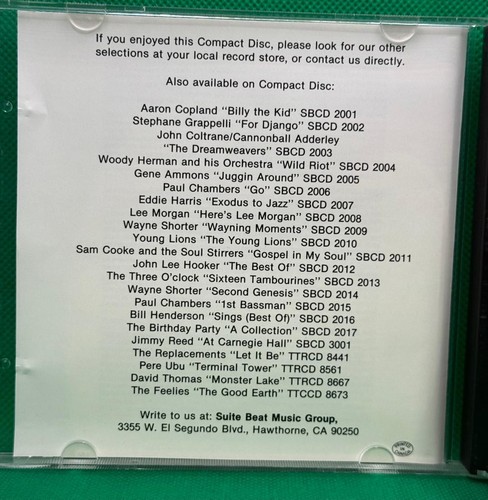 If you enjoyed this Compact Disc, please look for our other
selections at your local record store, or contact us directly.
Also available on Compact Disc:
Aaron Copland "Billy the Kid" SBCD 2001
Stephane Grappelli "For Django" SBCD 2002
John Coltrane/Cannonball Adderley
"The Dreamweavers" SBCD 2003
Woody Herman and his Orchestra "Wild Riot" SBCD 2004
Gene Ammons "Juggin Around" SBCD 2005
Paul Chambers "Go" SBCD 2006
Eddie Harris "Exodus to Jazz" SBCD 2007
Lee Morgan "Here's Lee Morgan" SBCD 2008
Wayne Shorter "Wayning Moments" SBCD 2009
Young Lions "The Young Lions" SBCD 2010
Sam Cooke and the Soul Stirrers "Gospel in My Soul" SBCD 2011
John Lee Hooker "The Best Of" SBCD 2012
The Three O'clock "Sixteen Tambourines" SBCD 2013
Wayne Shorter "Second Genesis" SBCD 2014
Paul Chambers "1st Bassman" SBCD 2015
Bill Henderson "Sings (Best Of)" SBCD 2016
The Birthday Party "A Collection" SBCD 2017
Jimmy Reed "At Carnegie Hall" SBCD 3001
The Replacements "Let It Be" TTRCD 8441
Pere Ubu "Terminal Tower" TTRCD 8561
David Thomas "Monster Lake" TTRCD 8667
The Feelies "The Good Earth" TTCCD 8673
Write to us at: Suite Beat Music Group,
3355 W. El Segundo Blvd., Hawthorne, CA 90250